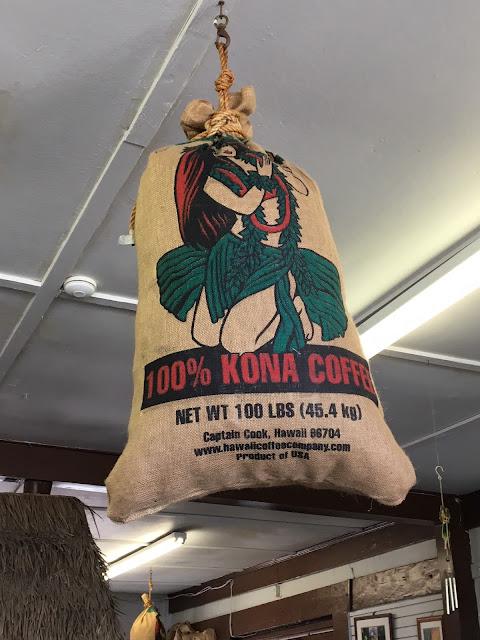 100% KONA COFFEE
NET WT 100 LBS (45.4 kg)
Captain Cook, Hawaii 96704
www.hawaiicoffeecompany.com
Product of USA